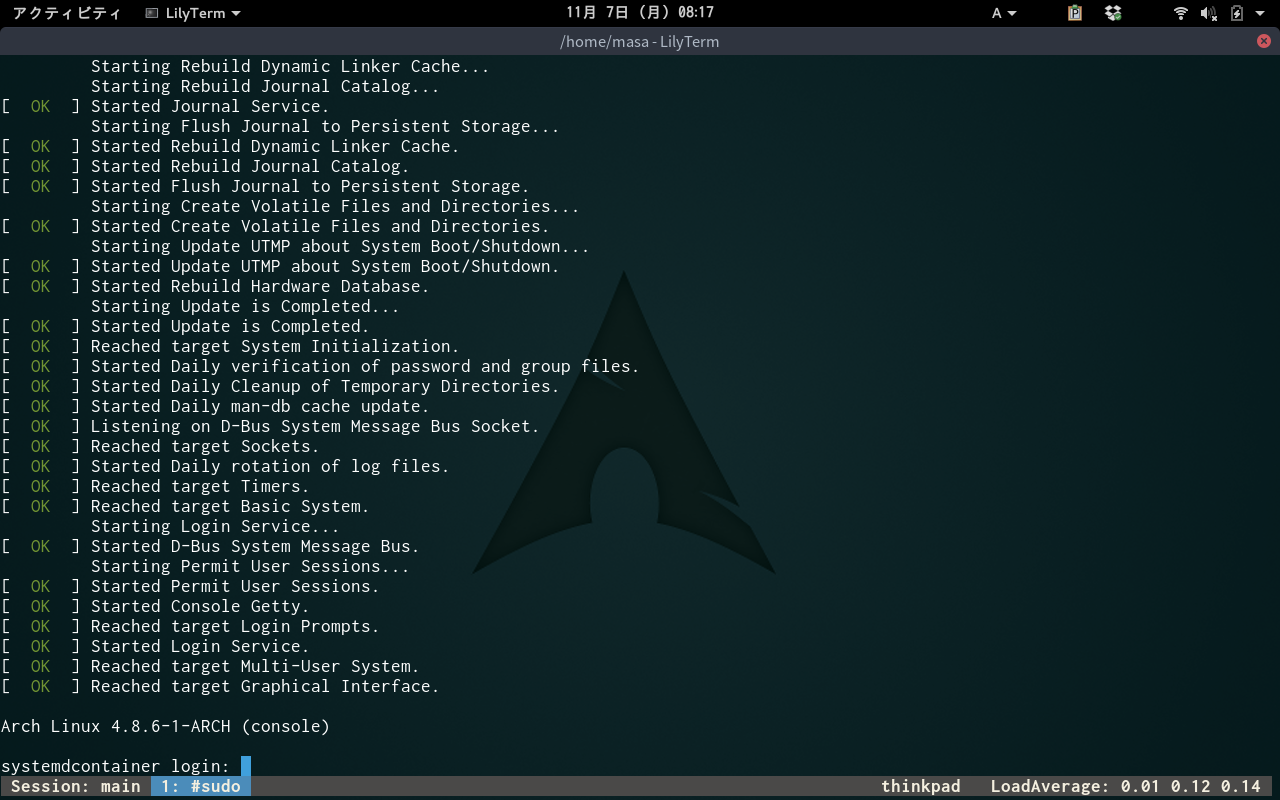 アクティビティ LilyTerm 11月 7日 (月) 08:17 A
/home/masa - LilyTerm
Starting Rebuild Dynamic Linker Cache...
Starting Rebuild Journal Catalog...
[  OK  ] Started Journal Service.
Starting Flush Journal to Persistent Storage...
[  OK  ] Started Rebuild Dynamic Linker Cache.
[  OK  ] Started Rebuild Journal Catalog.
[  OK  ] Started Flush Journal to Persistent Storage.
Starting Create Volatile Files and Directories...
[  OK  ] Started Create Volatile Files and Directories.
Starting Update UTMP about System Boot/Shutdown...
[  OK  ] Started Update UTMP about System Boot/Shutdown.
[  OK  ] Started Rebuild Hardware Database.
Starting Update is Completed...
[  OK  ] Started Update is Completed.
[  OK  ] Reached target System Initialization.
[  OK  ] Started Daily verification of password and group files.
[  OK  ] Started Daily Cleanup of Temporary Directories.
[  OK  ] Started Daily man-db cache update.
[  OK  ] Listening on D-Bus System Message Bus Socket.
[  OK  ] Reached target Sockets.
[  OK  ] Started Daily rotation of log files.
[  OK  ] Reached target Timers.
[  OK  ] Reached target Basic System.
Starting Login Service...
[  OK  ] Started D-Bus System Message Bus.
Starting Permit User Sessions...
[  OK  ] Started Permit User Sessions.
[  OK  ] Started Console Getty.
[  OK  ] Reached target Login Prompts.
[  OK  ] Started Login Service.
[  OK  ] Reached target Multi-User System.
[  OK  ] Reached target Graphical Interface.
Arch Linux 4.8.6-1-ARCH (console)
systemdcontainer login:
Session: main 1: #sudo thinkpad LoadAverage: 0.01 0.12 0.14